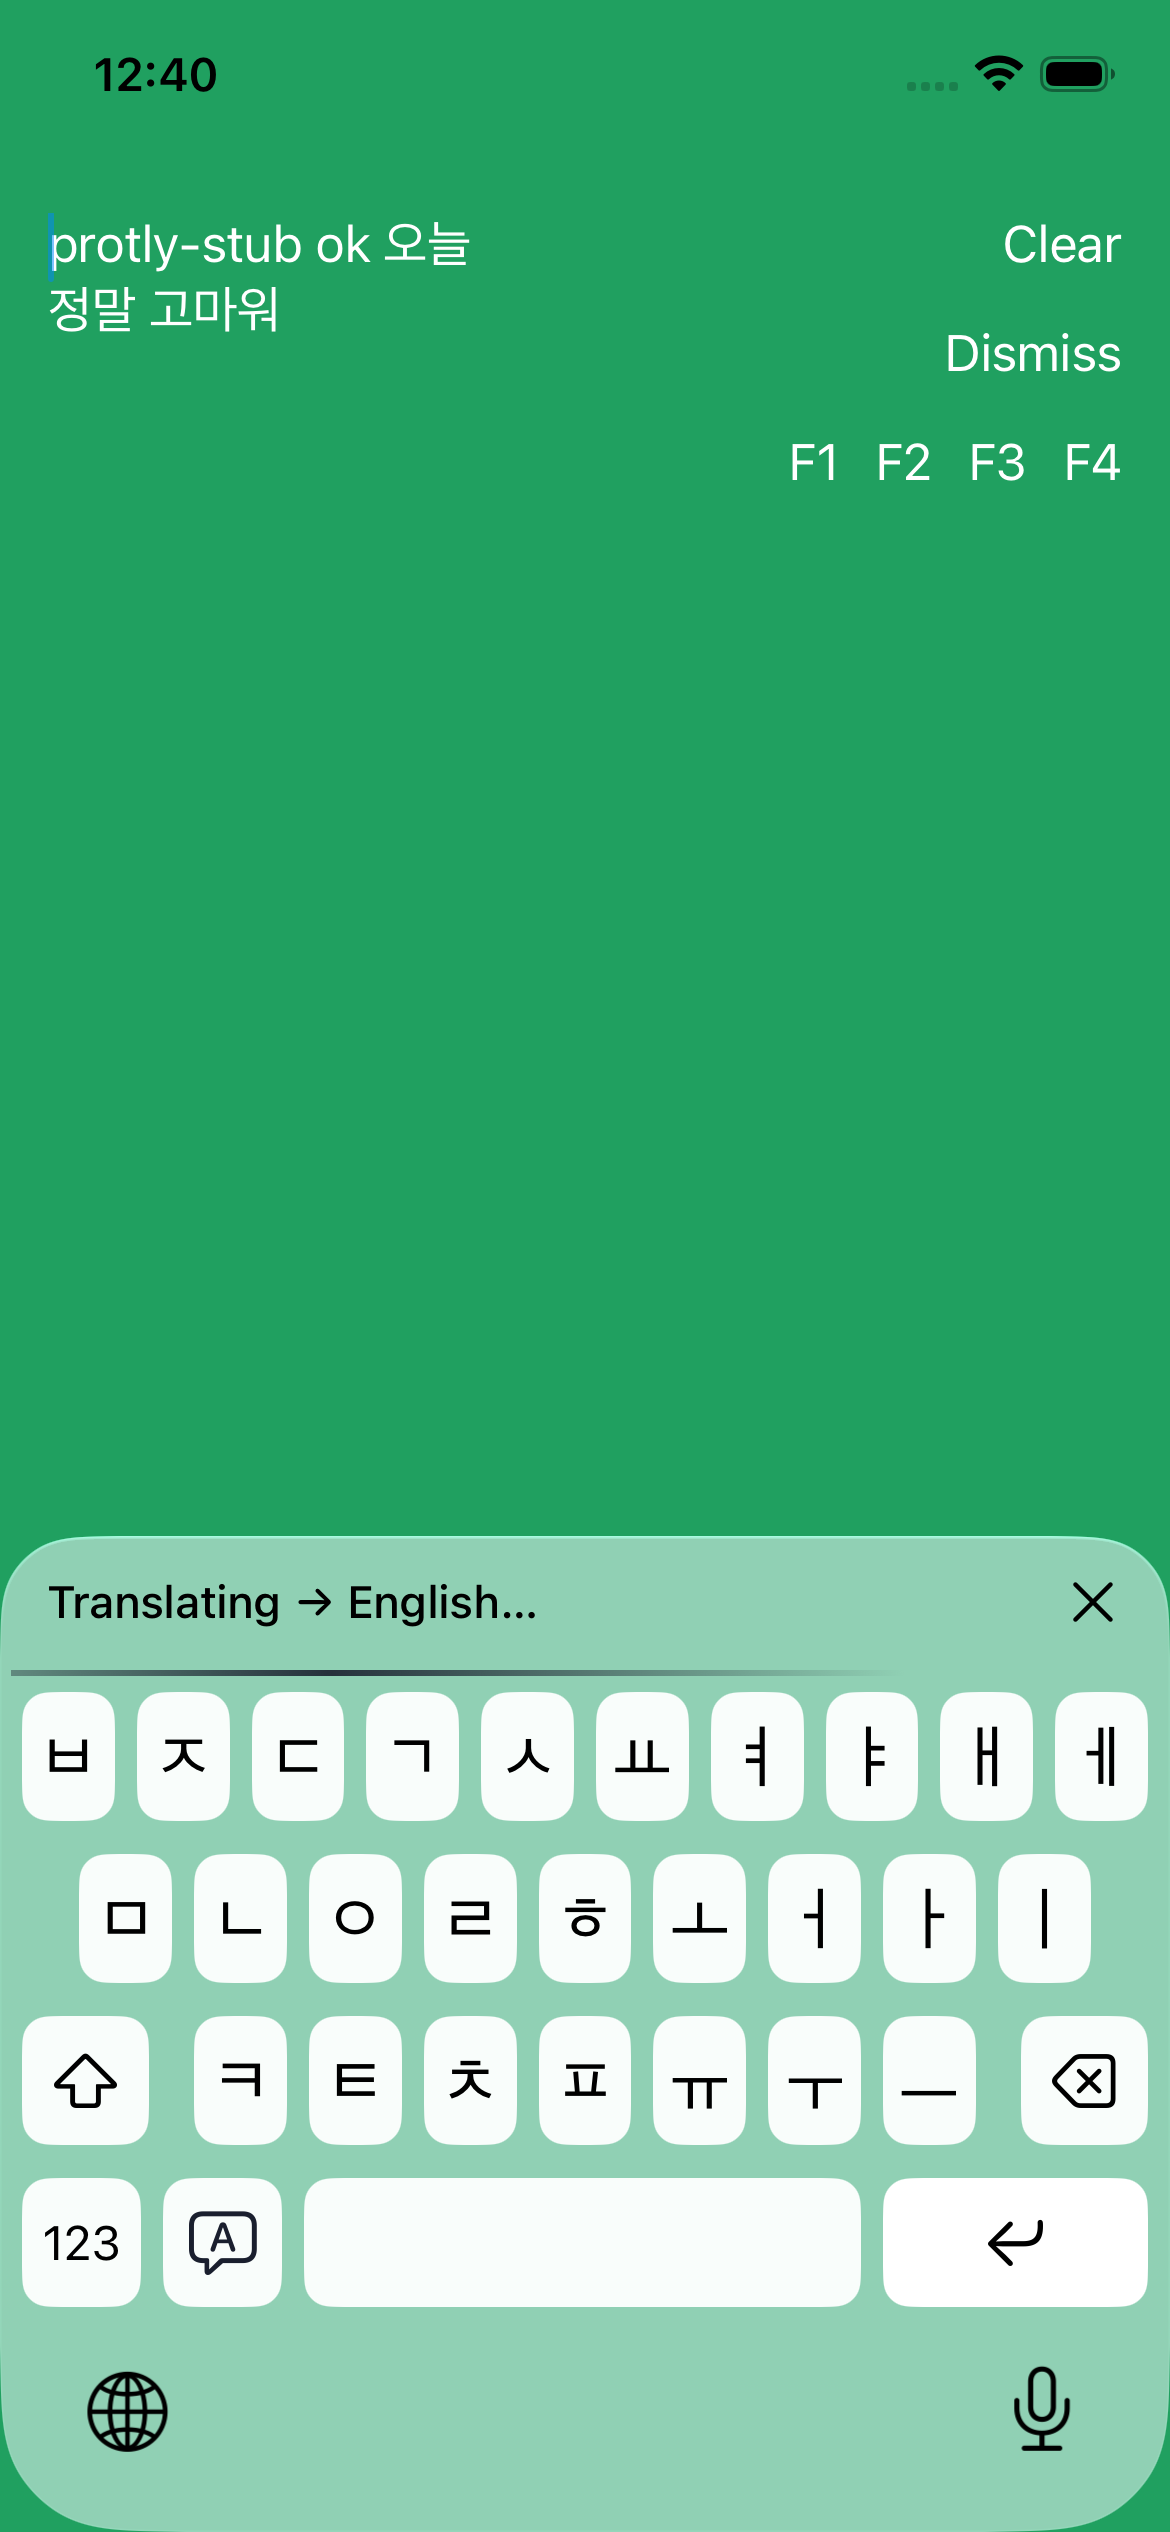 12:40
protly-stub ok 오늘
정말 고마워
Clear
Dismiss
F1 F2 F3 F4
Translating → English...
ㅂ ㅈ ㄷ ㄱ ㅅ ㅛ ㅕ ㅑ ㅐ ㅔ
ㅁ ㄴ ㅇ ㄹ ㅎ ㅗ ㅓ ㅏ ㅣ
ㅋ ㅌ ㅊ ㅍ ㅠ ㅜ ㅡ
123 A